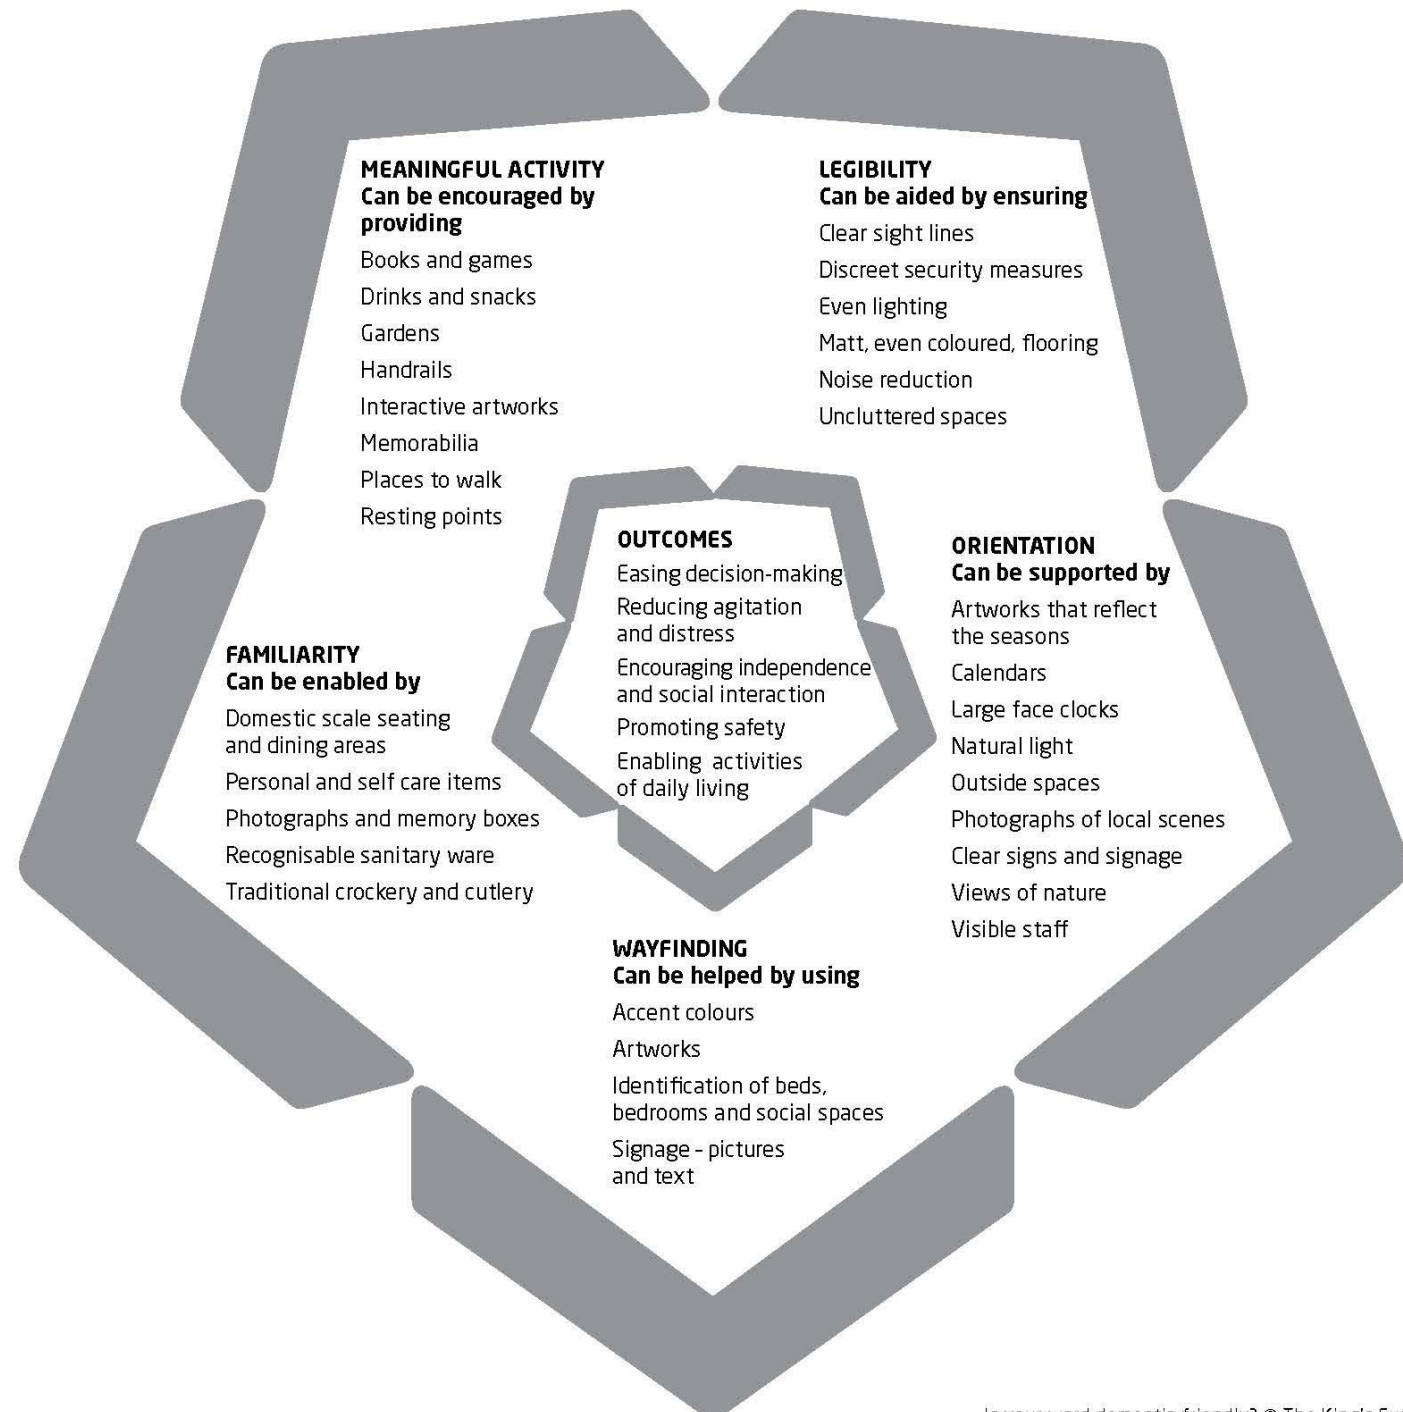 MEANINGFUL ACTIVITY
Can be encouraged by
providing
Books and games
Drinks and snacks
Gardens
Handrails
Interactive artworks
Memorabilia
Places to walk
Resting points
LEGIBILITY
Can be aided by ensuring
Clear sight lines
Discreet security measures
Even lighting
Matt, even coloured, flooring
Noise reduction
Uncluttered spaces
OUTCOMES
Easing decision-making
Reducing agitation
and distress
Encouraging independence
and social interaction
Promoting safety
Enabling activities
of daily living
ORIENTATION
Can be supported by
Artworks that reflect
the seasons
Calendars
Large face clocks
Natural light
Outside spaces
Photographs of local scenes
Clear signs and signage
Views of nature
Visible staff
FAMILIARITY
Can be enabled by
Domestic scale seating
and dining areas
Personal and self care items
Photographs and memory boxes
Recognisable sanitary ware
Traditional crockery and cutlery
WAYFINDING
Can be helped by using
Accent colours
Artworks
Identification of beds,
bedrooms and social spaces
Signage – pictures
and text